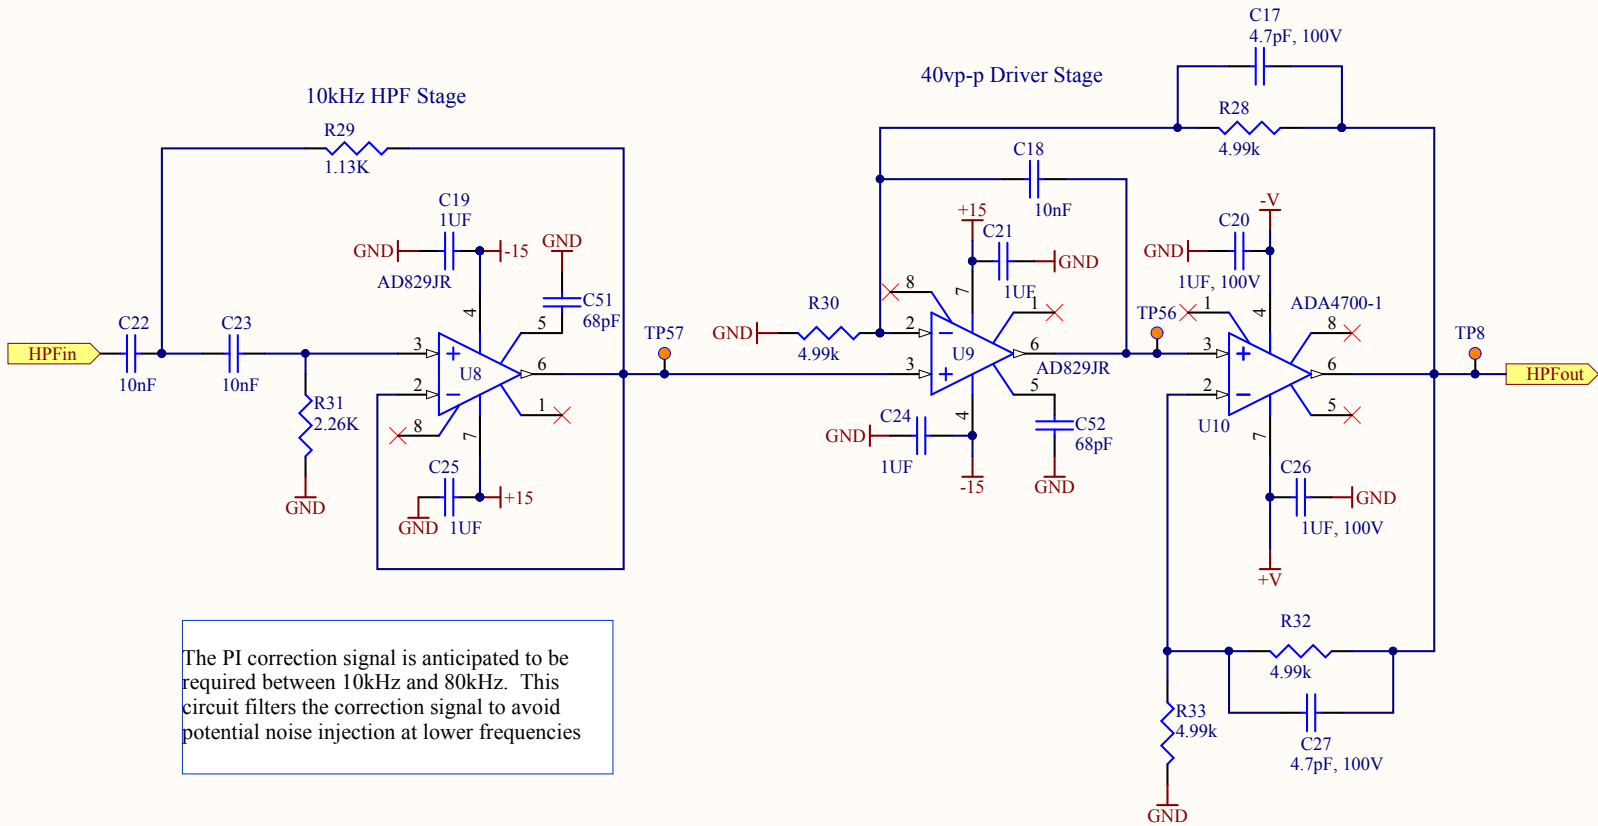 C17
4.7pF, 100V
40vp-p Driver Stage
10kHz HPF Stage
R28
4.99k
R29
1.13K
C18
10nF
C19
1UF
GND
-15
AD829JR
GND
C51
68pF
4
5
+15
C21
GND
1UF
7
8
1
-V
C20
GND
1UF, 100V
4
1
ADA4700-1
8
HPFin
C22
10nF
C23
10nF
3
2
U8
6
1
8
7
TP57
GND
R30
4.99k
2
3
U9
6
AD829JR
5
4
TP56
3
2
U10
6
5
7
TP8
HPFout
R31
2.26K
GND
C25
1UF
GND
+15
C24
GND
1UF
-15
C52
68pF
GND
C26
GND
1UF, 100V
+V
R32
4.99k
R33
4.99k
C27
4.7pF, 100V
GND
The PI correction signal is anticipated to be
required between 10kHz and 80kHz. This
circuit filters the correction signal to avoid
potential noise injection at lower frequencies